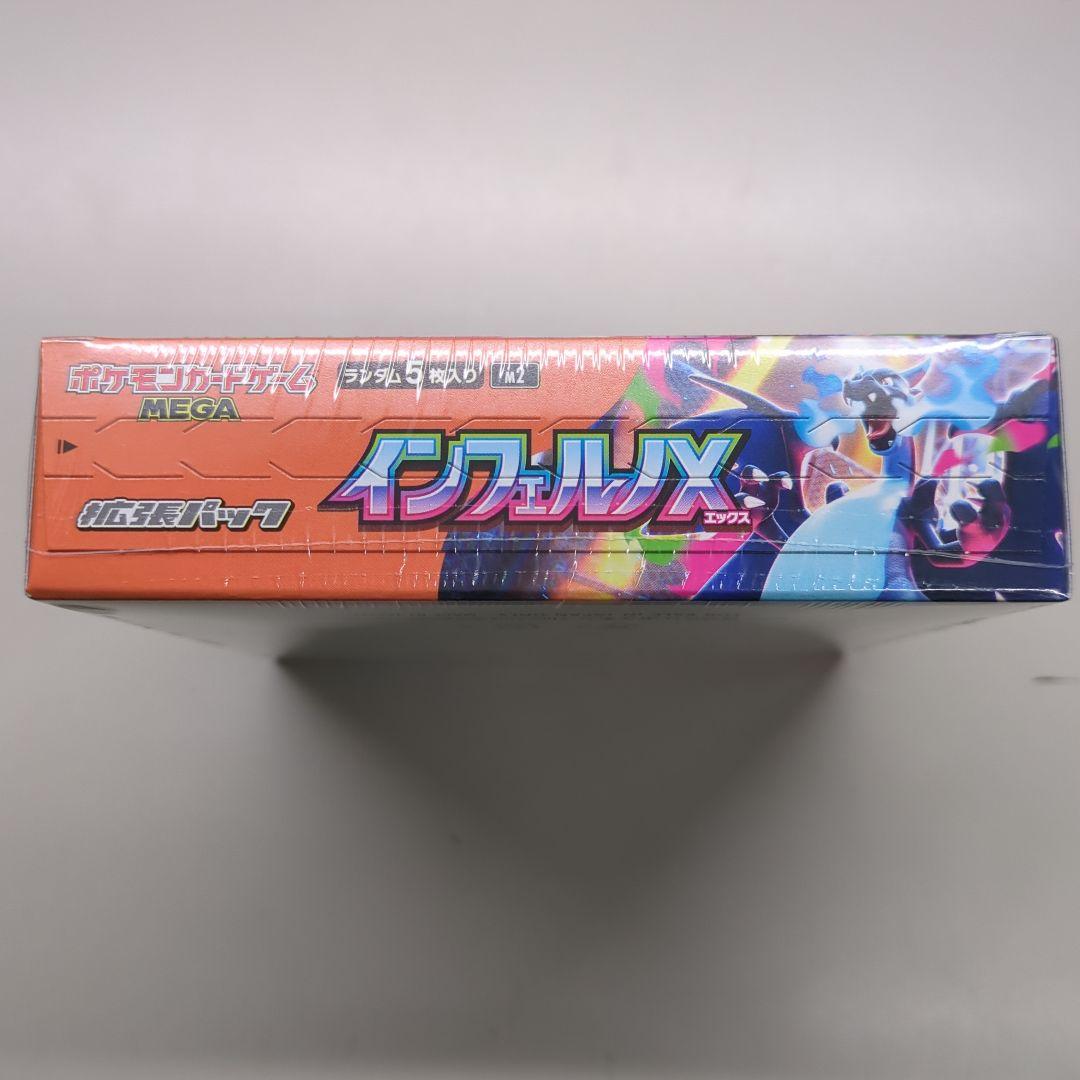 ポケモンカードゲーム
MEGA
ランダム5枚入り M2
インフェルノX
エックス
拡張パック